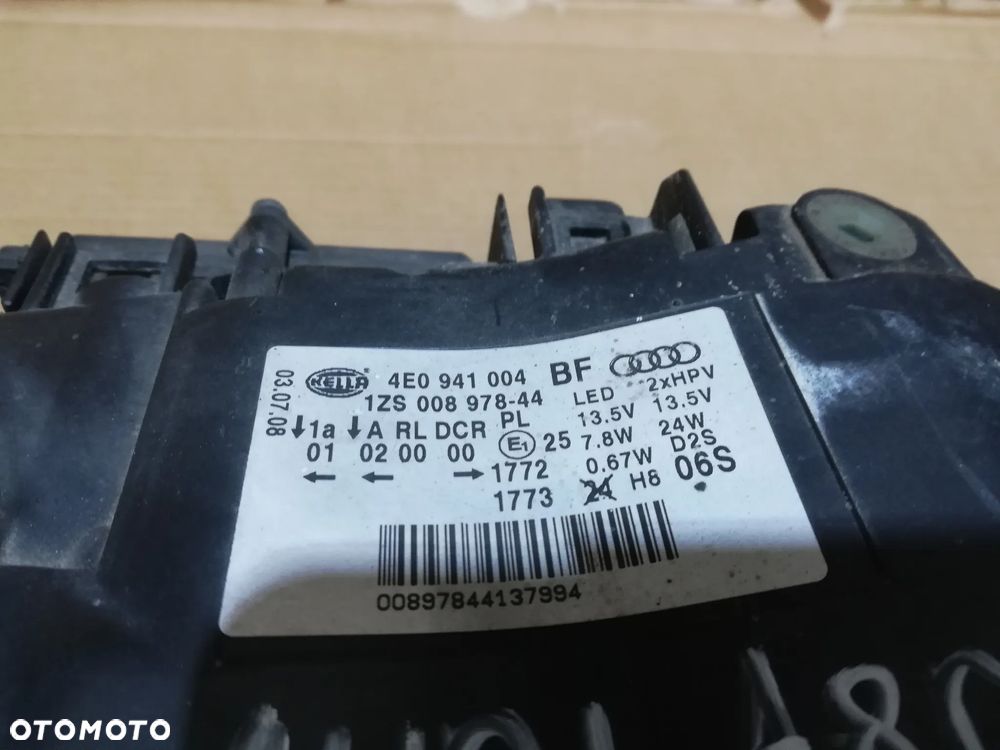 03.07.08
HELLA 4E0 941 004 BF
1ZS 008 978-44 LED 2xHPV
↓1a ↓A RL DCR PL 13.5V 13.5V
01 02 00 00 E1 25 7.8W 24W
← ← → 1772 0.67W D2S
1773 24 H8 06S
00897844137994
OTOMOTO